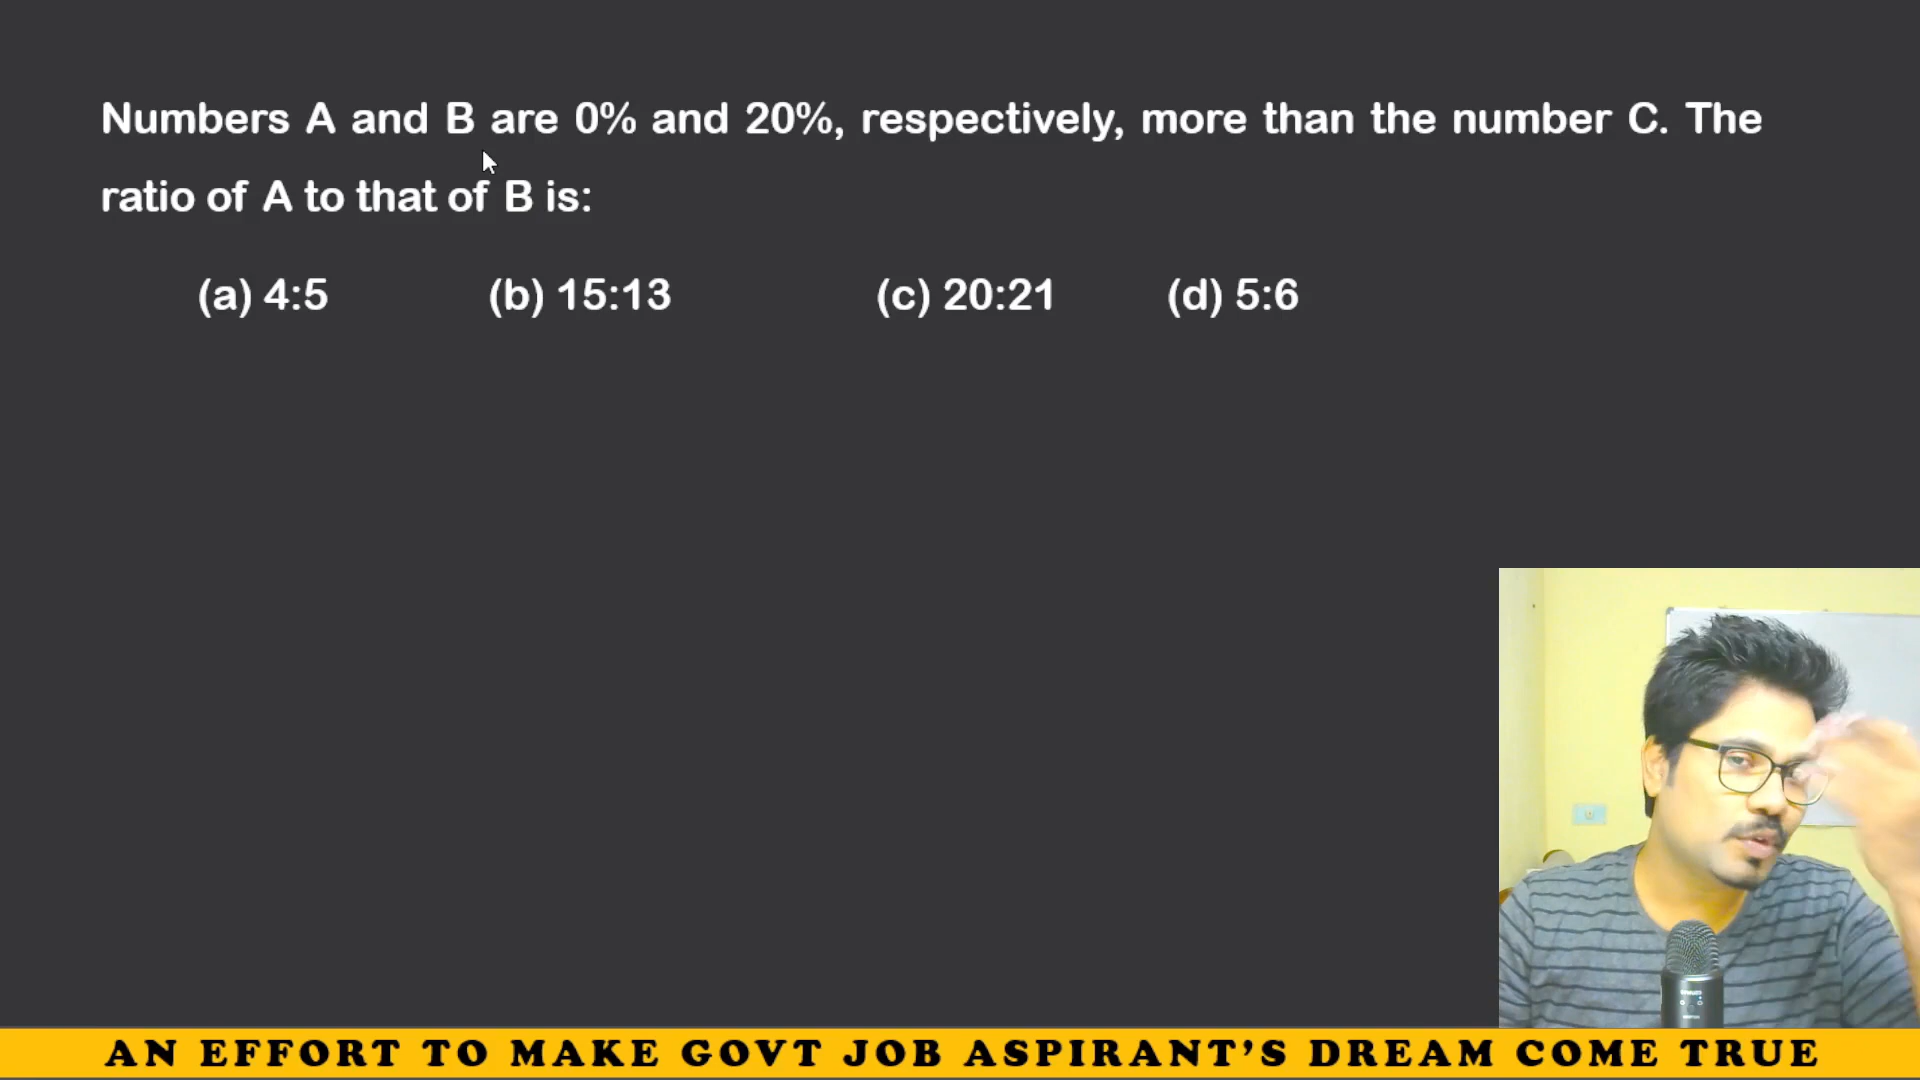 Numbers A and B are 0% and 20%, respectively, more than the number C. The
ratio of A to that of B is:
(a) 4:5 (b) 15:13 (c) 20:21 (d) 5:6
AN EFFORT TO MAKE GOVT JOB ASPIRANT’S DREAM COME TRUE